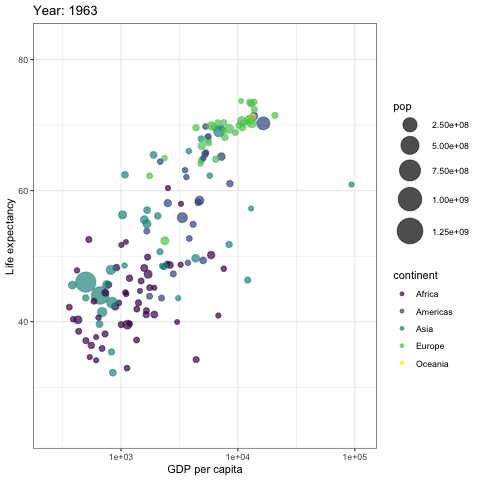 Year: 1963
80
60
40
Life expectancy
1e+03
1e+04
1e+05
GDP per capita
pop
2.50e+08
5.00e+08
7.50e+08
1.00e+09
1.25e+09
continent
Africa
Americas
Asia
Europe
Oceania